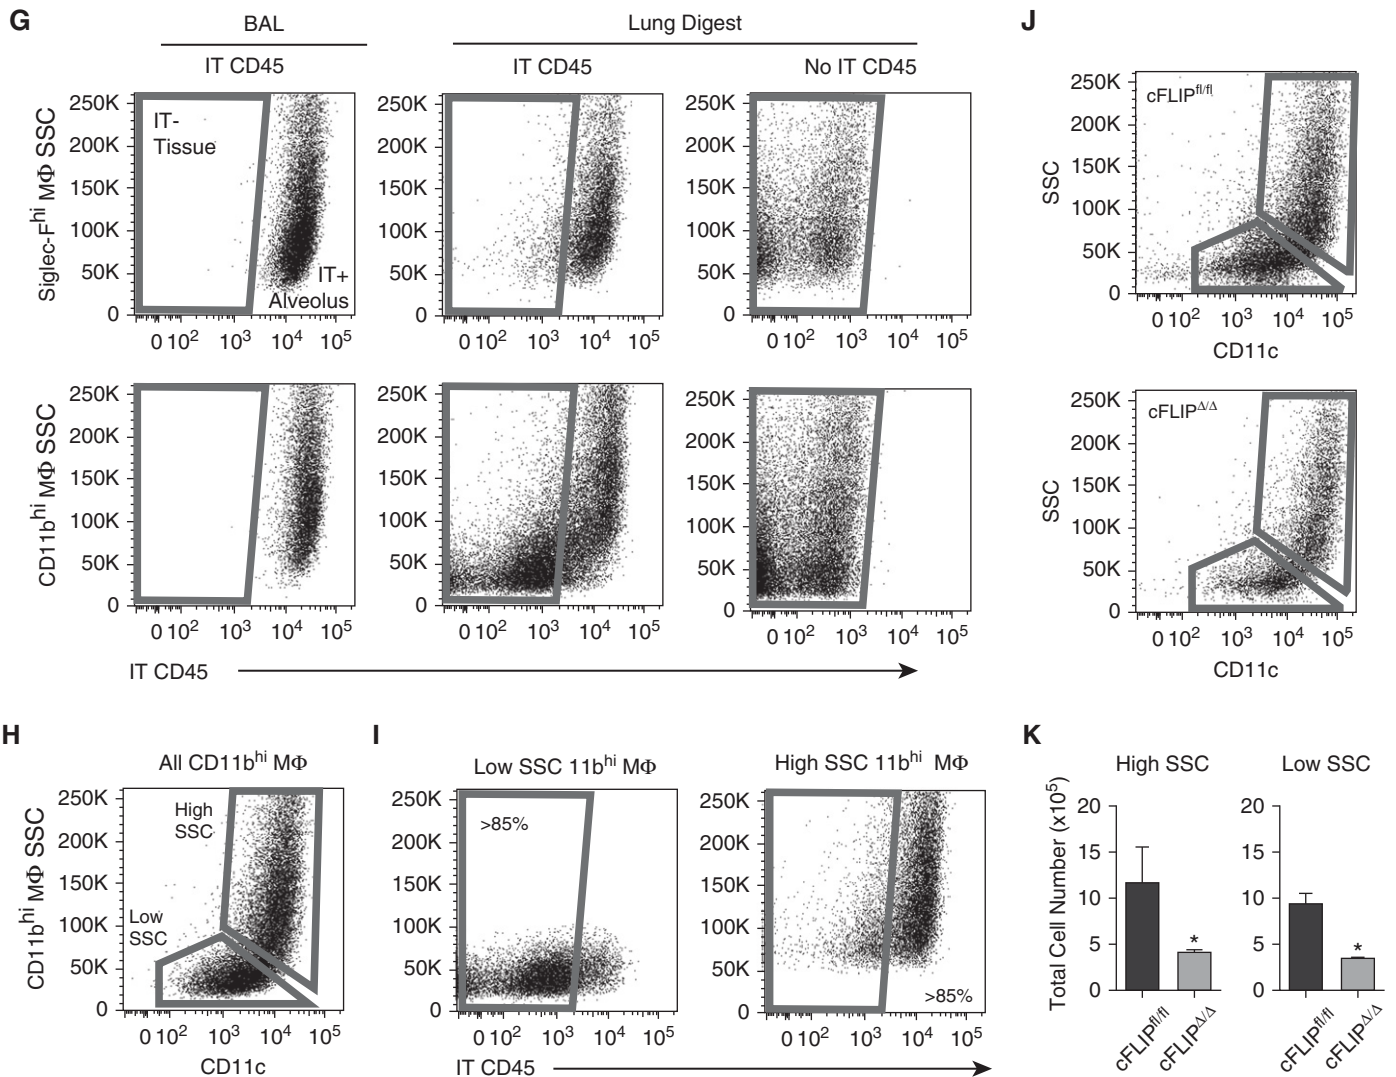 G
BAL
Lung Digest
IT CD45
IT CD45
No IT CD45
Siglec-Fhi MΦ SSC
250K
200K
150K
100K
50K
0
IT-
Tissue
IT+
Alveolus
0 10² 10³ 10⁴ 10⁵
250K
200K
150K
100K
50K
0
0 10² 10³ 10⁴ 10⁵
250K
200K
150K
100K
50K
0
0 10² 10³ 10⁴ 10⁵
CD11bhi MΦ SSC
250K
200K
150K
100K
50K
0
0 10² 10³ 10⁴ 10⁵
250K
200K
150K
100K
50K
0
0 10² 10³ 10⁴ 10⁵
250K
200K
150K
100K
50K
0
0 10² 10³ 10⁴ 10⁵
IT CD45
J
SSC
250K
200K
150K
100K
50K
0
cFLIPfl/fl
0 10² 10³ 10⁴ 10⁵
CD11c
SSC
250K
200K
150K
100K
50K
0
cFLIPΔ/Δ
0 10² 10³ 10⁴ 10⁵
CD11c
H
All CD11bhi MΦ
CD11bhi MΦ SSC
250K
200K
150K
100K
50K
0
High
SSC
Low
SSC
0 10² 10³ 10⁴ 10⁵
CD11c
I
Low SSC 11bhi MΦ
250K
200K
150K
100K
50K
0
>85%
0 10² 10³ 10⁴ 10⁵
High SSC 11bhi MΦ
250K
200K
150K
100K
50K
0
>85%
0 10² 10³ 10⁴ 10⁵
IT CD45
K
High SSC
Low SSC
Total Cell Number (x10⁵)
20
15
10
5
0
*
cFLIPfl/fl
cFLIPΔ/Δ
20
15
10
5
0
*
cFLIPfl/fl
cFLIPΔ/Δ